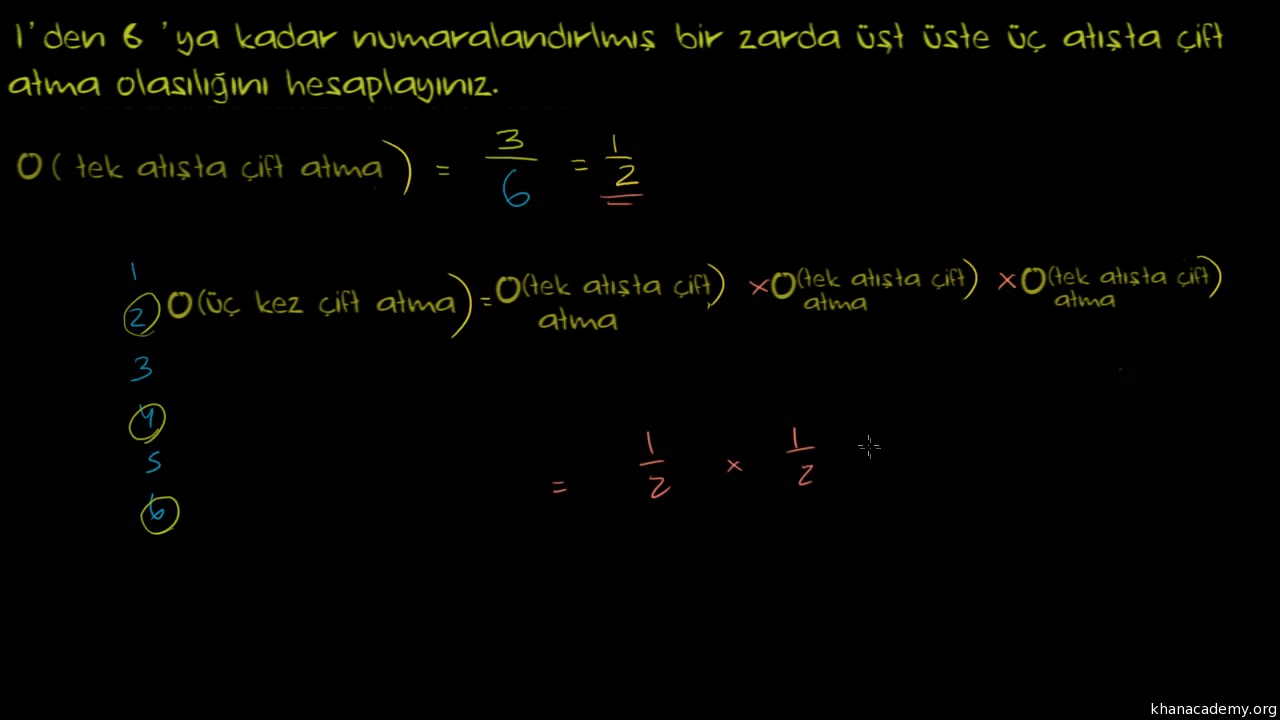 1'den 6 'ya kadar numaralandırlmış bir zarda üşt üste üç atışta çift
atma olasılığını hesaplayınız.
O ( tek atışta çift atma ) = 3/6 = 1/2
1
2 O(üç kez çift atma) = O(tek atışta çift) × O(tek atışta çift) × O(tek atışta çift)
atma atma atma
3
4
5
6
= 1/2 × 1/2
khanacademy.org